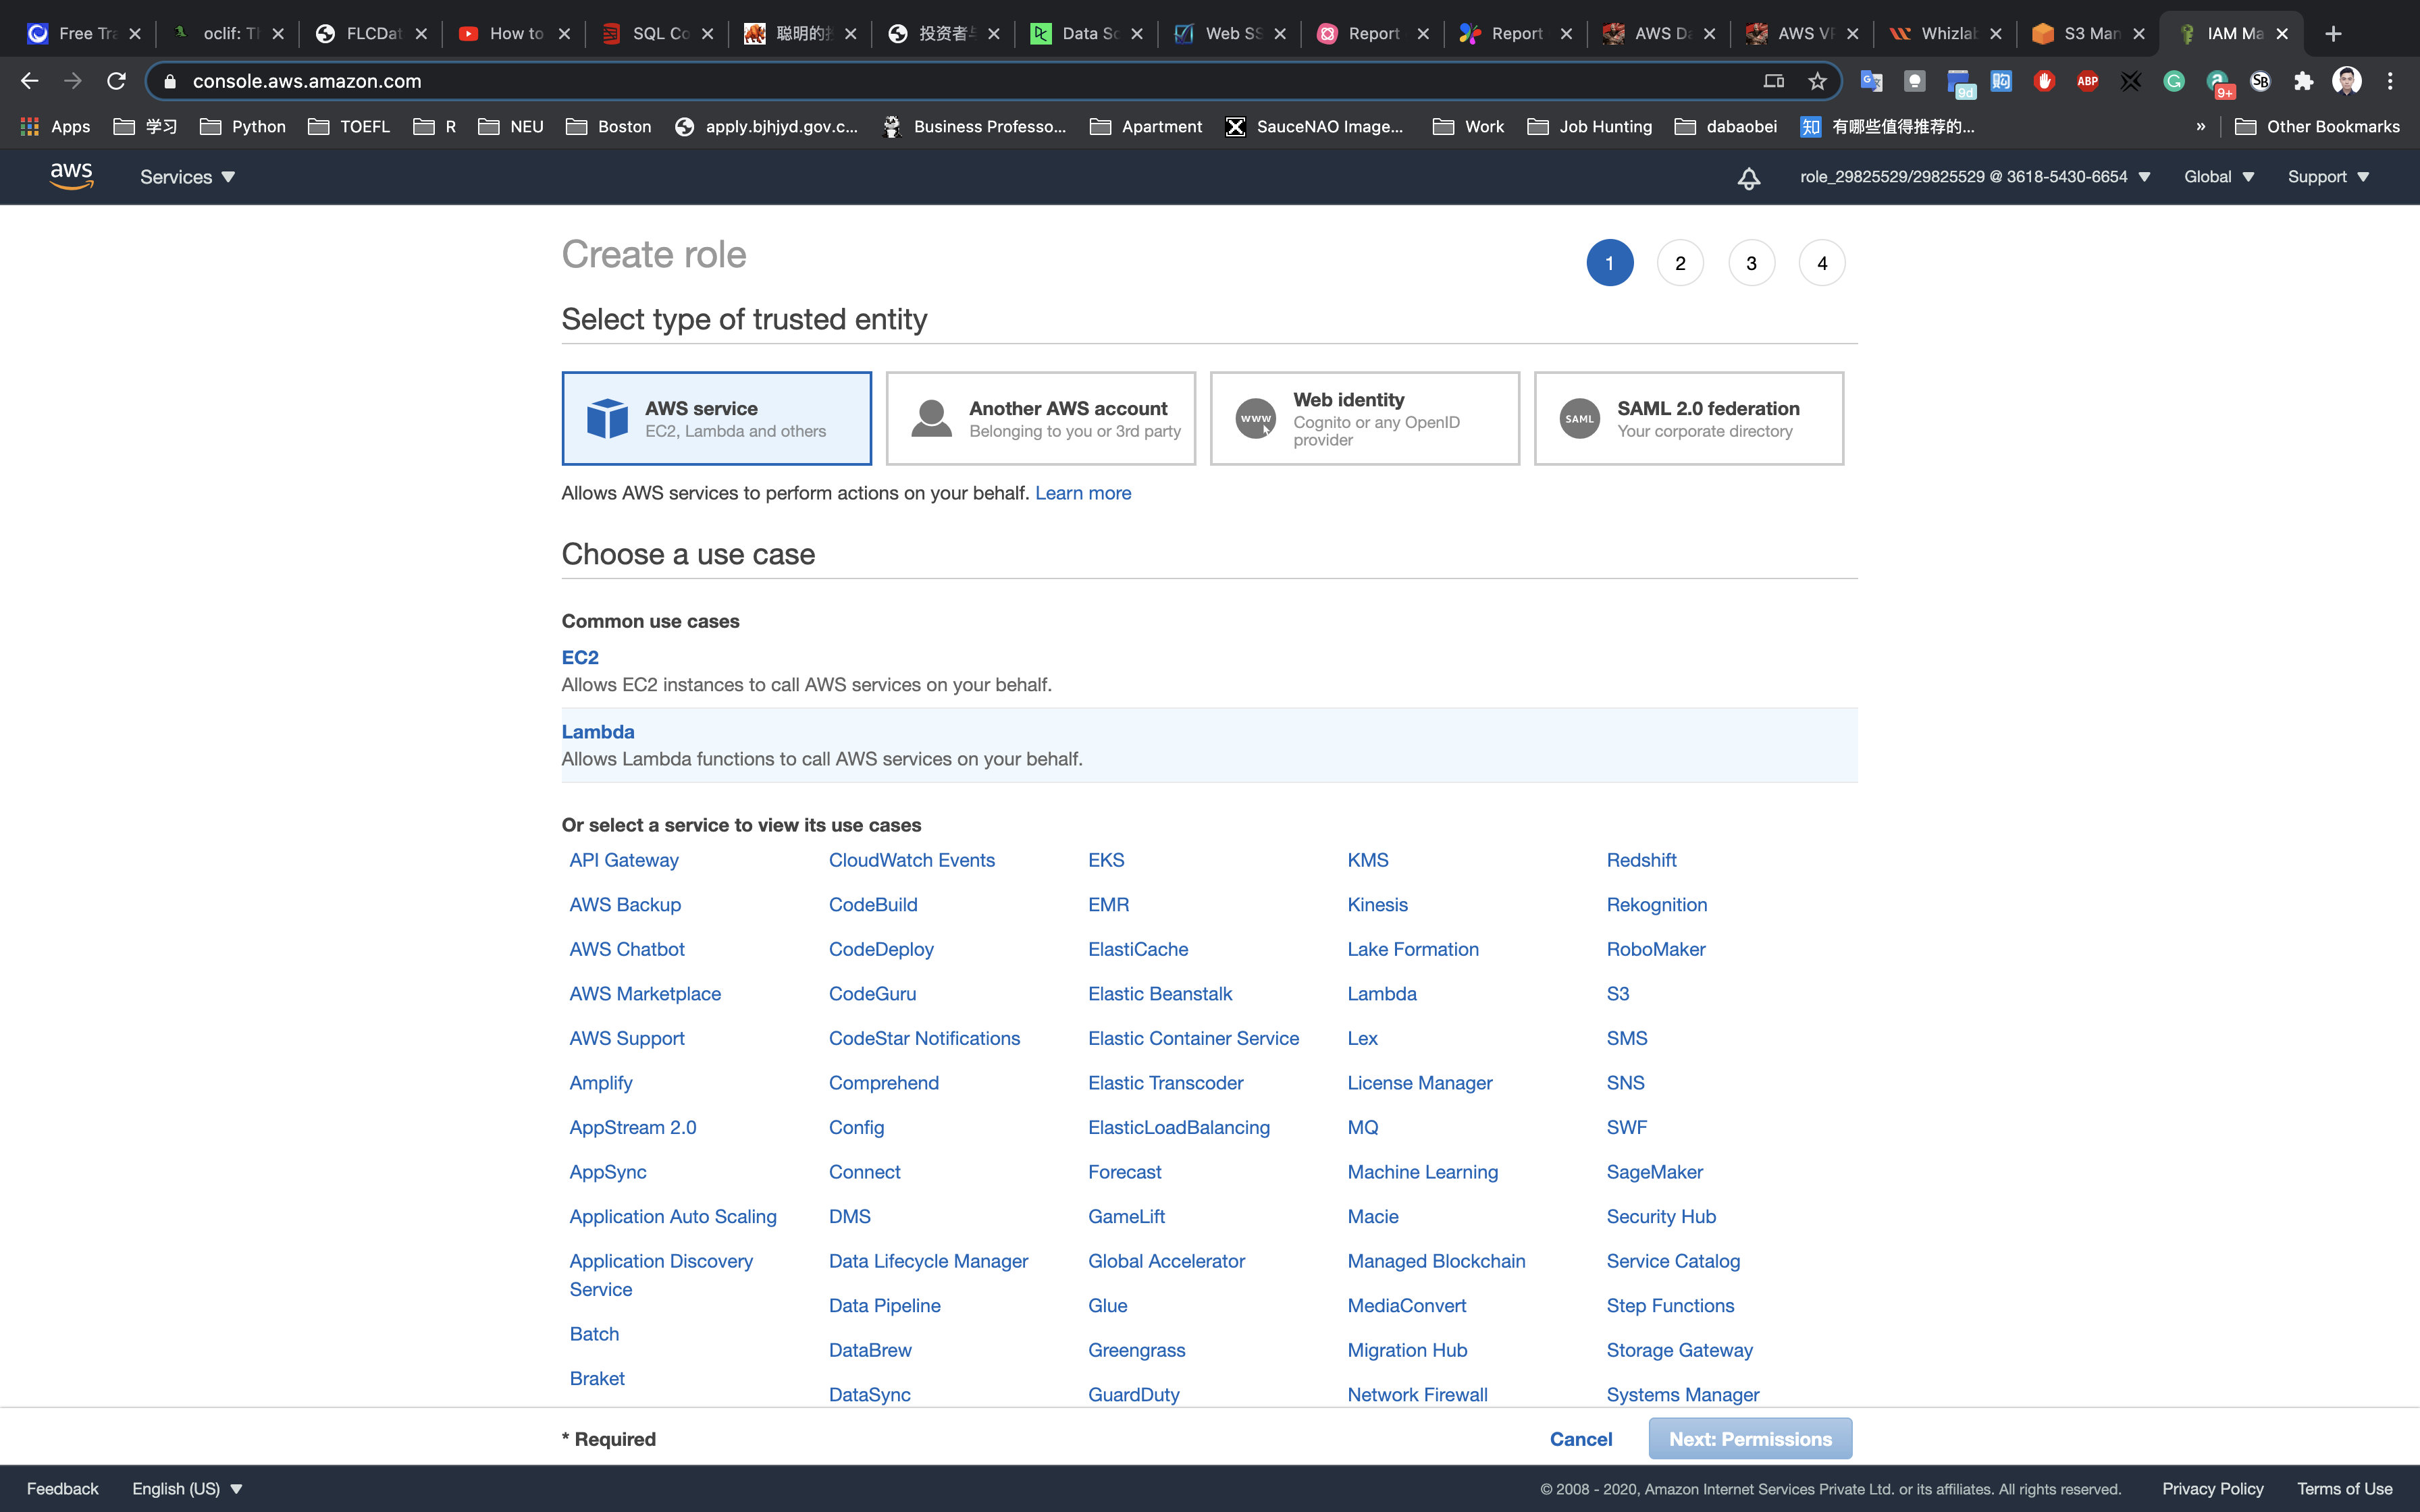 Free Tra
oclif: Th
FLCDat
How to
SQL Co
聪明的投
投资者
Data Sc
Web SS
Report
Report
AWS Da
AWS VP
Whizlab
S3 Man
IAM Ma
console.aws.amazon.com
9d
ABP
9+
SB
Apps
学习
Python
TOEFL
R
NEU
Boston
apply.bjhjyd.gov.c...
Business Professo...
Apartment
SauceNAO Image...
Work
Job Hunting
dabaobei
知 有哪些值得推荐的...
»
Other Bookmarks
aws
Services
role_29825529/29825529 @ 3618-5430-6654
Global
Support
Create role
1
2
3
4
Select type of trusted entity
AWS service
EC2, Lambda and others
Another AWS account
Belonging to you or 3rd party
www
Web identity
Cognito or any OpenID
provider
SAML
SAML 2.0 federation
Your corporate directory
Allows AWS services to perform actions on your behalf. Learn more
Choose a use case
Common use cases
EC2
Allows EC2 instances to call AWS services on your behalf.
Lambda
Allows Lambda functions to call AWS services on your behalf.
Or select a service to view its use cases
API Gateway
AWS Backup
AWS Chatbot
AWS Marketplace
AWS Support
Amplify
AppStream 2.0
AppSync
Application Auto Scaling
Application Discovery
Service
Batch
Braket
CloudWatch Events
CodeBuild
CodeDeploy
CodeGuru
CodeStar Notifications
Comprehend
Config
Connect
DMS
Data Lifecycle Manager
Data Pipeline
DataBrew
DataSync
EKS
EMR
ElastiCache
Elastic Beanstalk
Elastic Container Service
Elastic Transcoder
ElasticLoadBalancing
Forecast
GameLift
Global Accelerator
Glue
Greengrass
GuardDuty
KMS
Kinesis
Lake Formation
Lambda
Lex
License Manager
MQ
Machine Learning
Macie
Managed Blockchain
MediaConvert
Migration Hub
Network Firewall
Redshift
Rekognition
RoboMaker
S3
SMS
SNS
SWF
SageMaker
Security Hub
Service Catalog
Step Functions
Storage Gateway
Systems Manager
* Required
Cancel
Next: Permissions
Feedback
English (US)
© 2008 - 2020, Amazon Internet Services Private Ltd. or its affiliates. All rights reserved.
Privacy Policy
Terms of Use